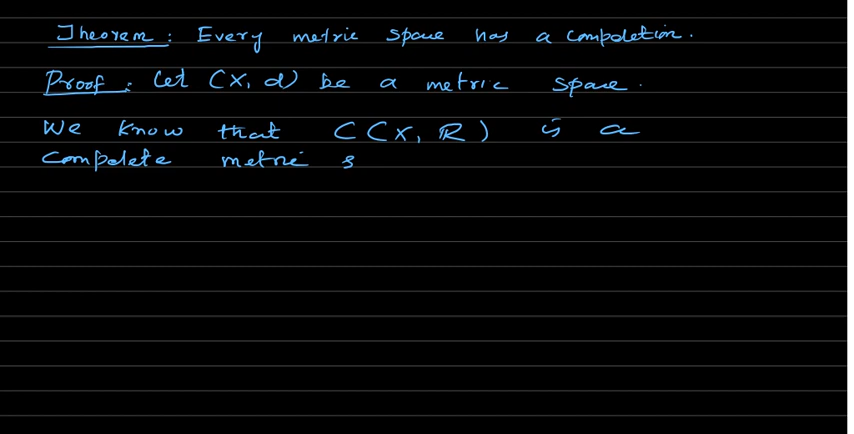 Theorem: Every metric space has a completion.
Proof: Let (X, d) be a metric space.
We know that C(X, ℝ) is a
complete metric s